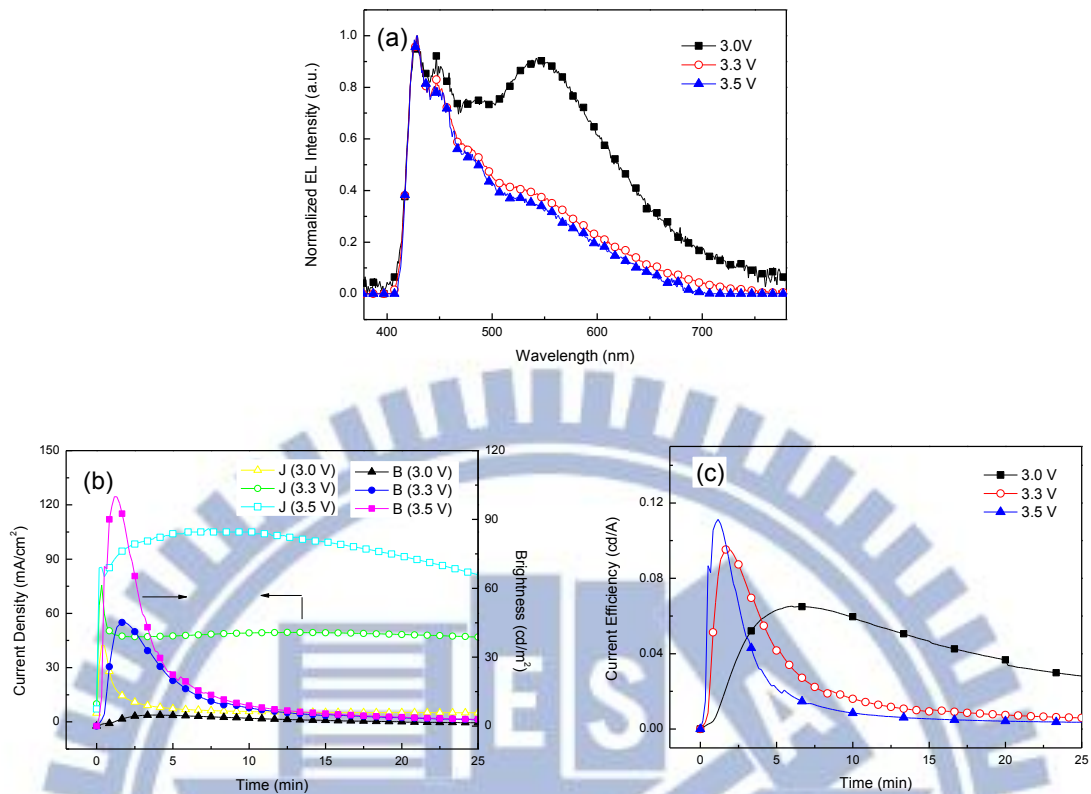 (a)
3.0V
3.3 V
3.5 V
Normalized EL Intensity (a.u.)
1.0
0.8
0.6
0.4
0.2
0.0
400 500 600 700
Wavelength (nm)
(b)
J (3.0 V) B (3.0 V)
J (3.3 V) B (3.3 V)
J (3.5 V) B (3.5 V)
Current Density (mA/cm²)
150
120
90
60
30
0
Brightness (cd/m²)
120
90
60
30
0
0 5 10 15 20 25
Time (min)
(c)
3.0 V
3.3 V
3.5 V
Current Efficiency (cd/A)
0.12
0.08
0.04
0.00
0 5 10 15 20 25
Time (min)
ES